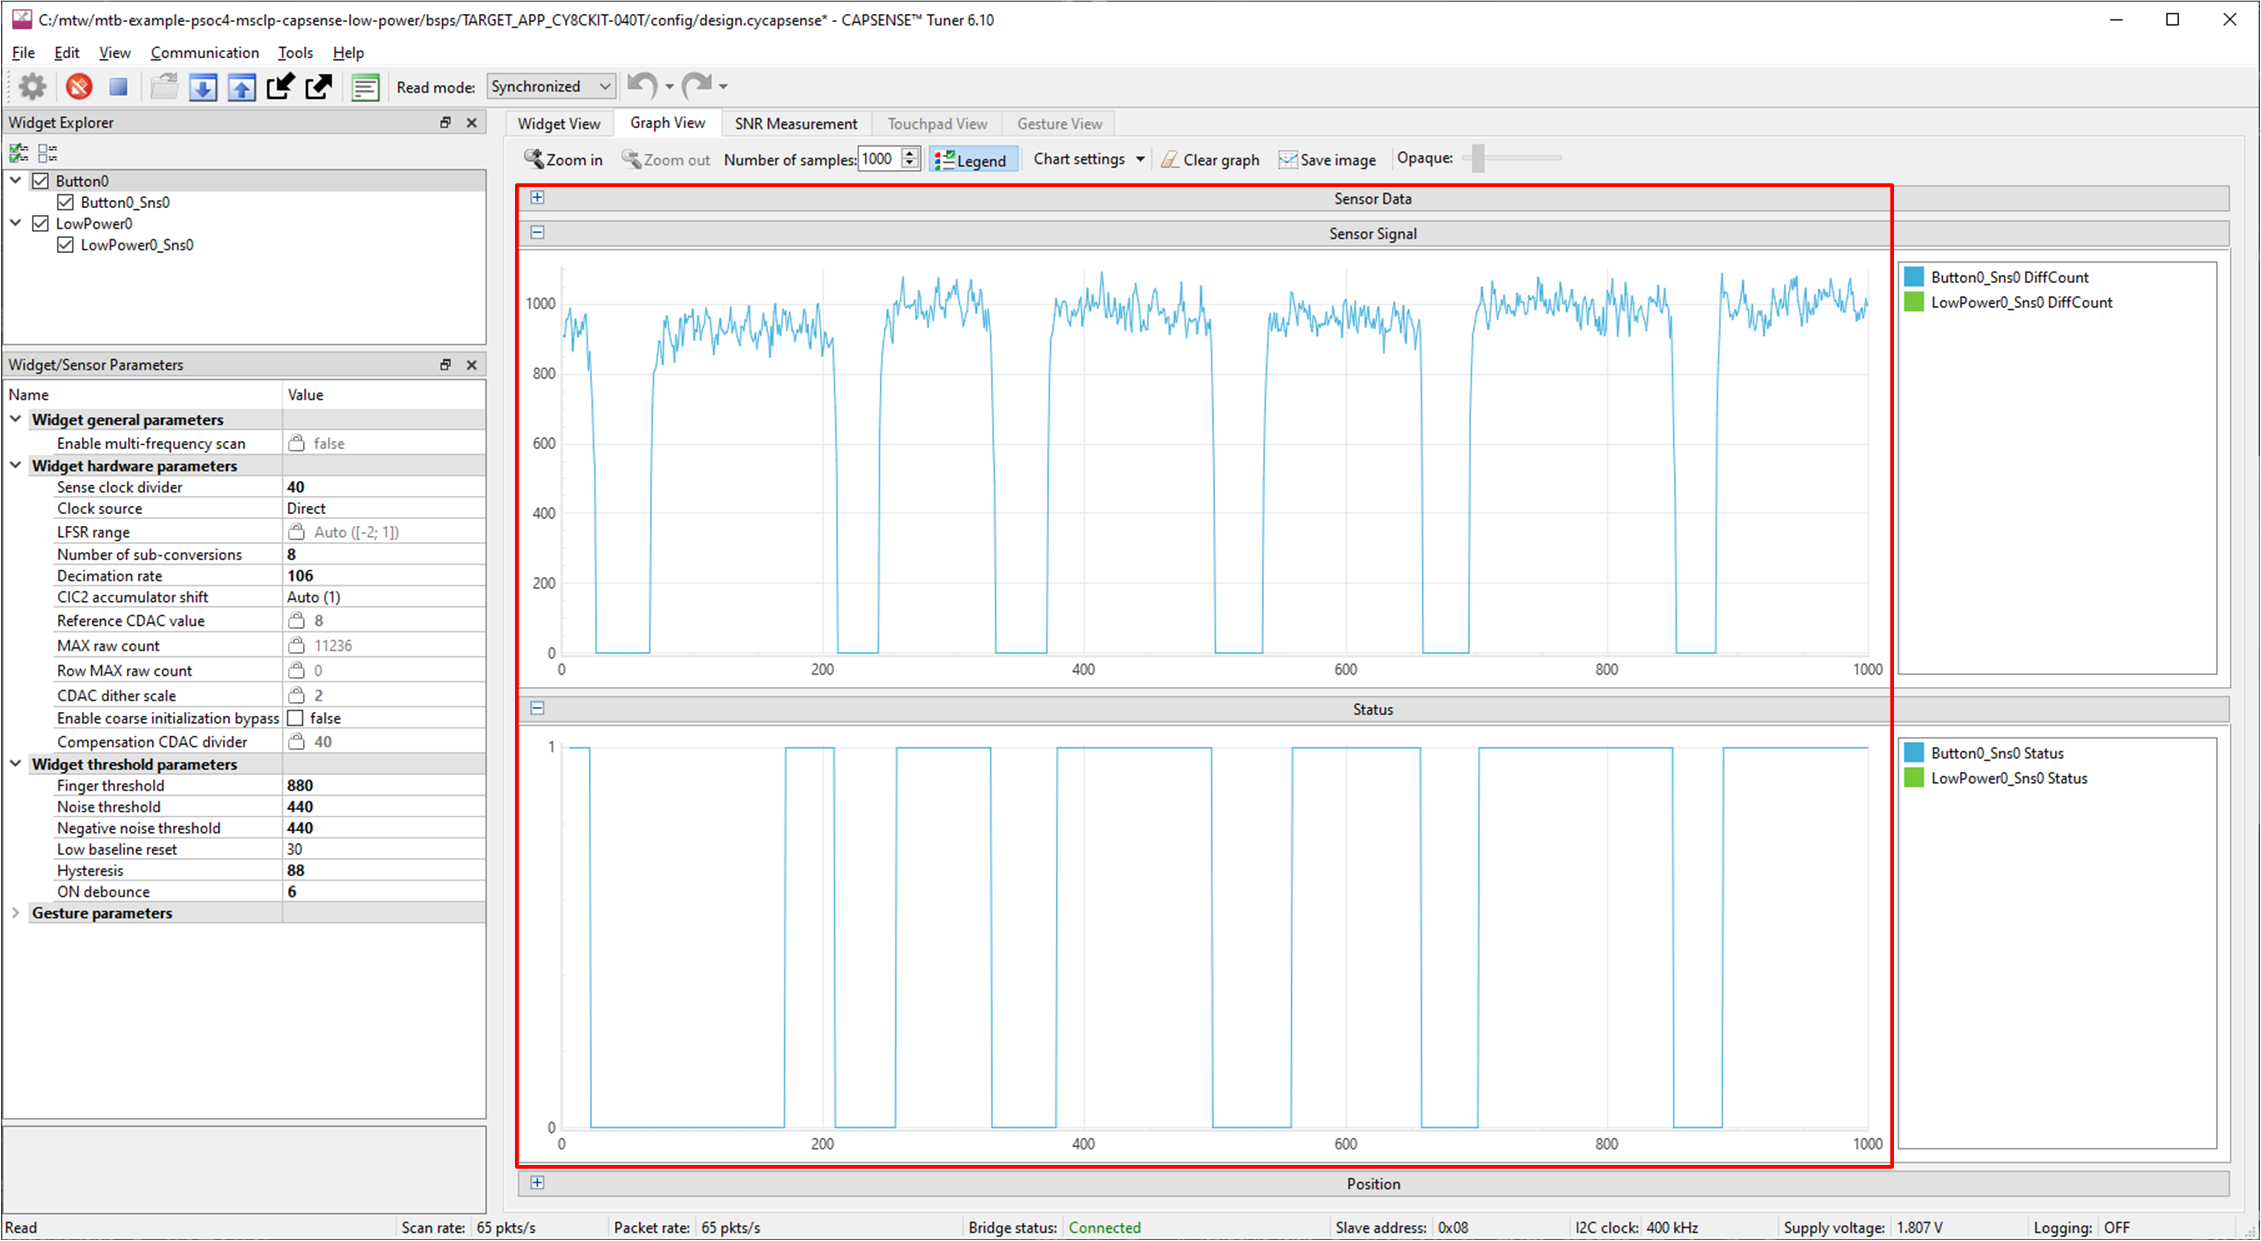 C:/mtw/mtb-example-psoc4-msclp-capsense-low-power/bsps/TARGET_APP_CY8CKIT-040T/config/design.cycapsense* - CAPSENSE™ Tuner 6.10
File Edit View Communication Tools Help
Read mode: Synchronized
Widget Explorer
Button0
Button0_Sns0
LowPower0
LowPower0_Sns0
Widget/Sensor Parameters
Name Value
Widget general parameters
Enable multi-frequency scan false
Widget hardware parameters
Sense clock divider 40
Clock source Direct
LFSR range Auto ([-2; 1])
Number of sub-conversions 8
Decimation rate 106
CIC2 accumulator shift Auto (1)
Reference CDAC value 8
MAX raw count 11236
Row MAX raw count 0
CDAC dither scale 2
Enable coarse initialization bypass false
Compensation CDAC divider 40
Widget threshold parameters
Finger threshold 880
Noise threshold 440
Negative noise threshold 440
Low baseline reset 30
Hysteresis 88
ON debounce 6
Gesture parameters
Widget View Graph View SNR Measurement Touchpad View Gesture View
Zoom in Zoom out Number of samples: 1000 Legend Chart settings Clear graph Save image Opaque:
Sensor Data
Sensor Signal
1000
800
600
400
200
0
0 200 400 600 800 1000
Button0_Sns0 DiffCount
LowPower0_Sns0 DiffCount
Status
1
0
0 200 400 600 800 1000
Button0_Sns0 Status
LowPower0_Sns0 Status
Position
Read Scan rate: 65 pkts/s Packet rate: 65 pkts/s Bridge status: Connected Slave address: 0x08 I2C clock: 400 kHz Supply voltage: 1.807 V Logging: OFF